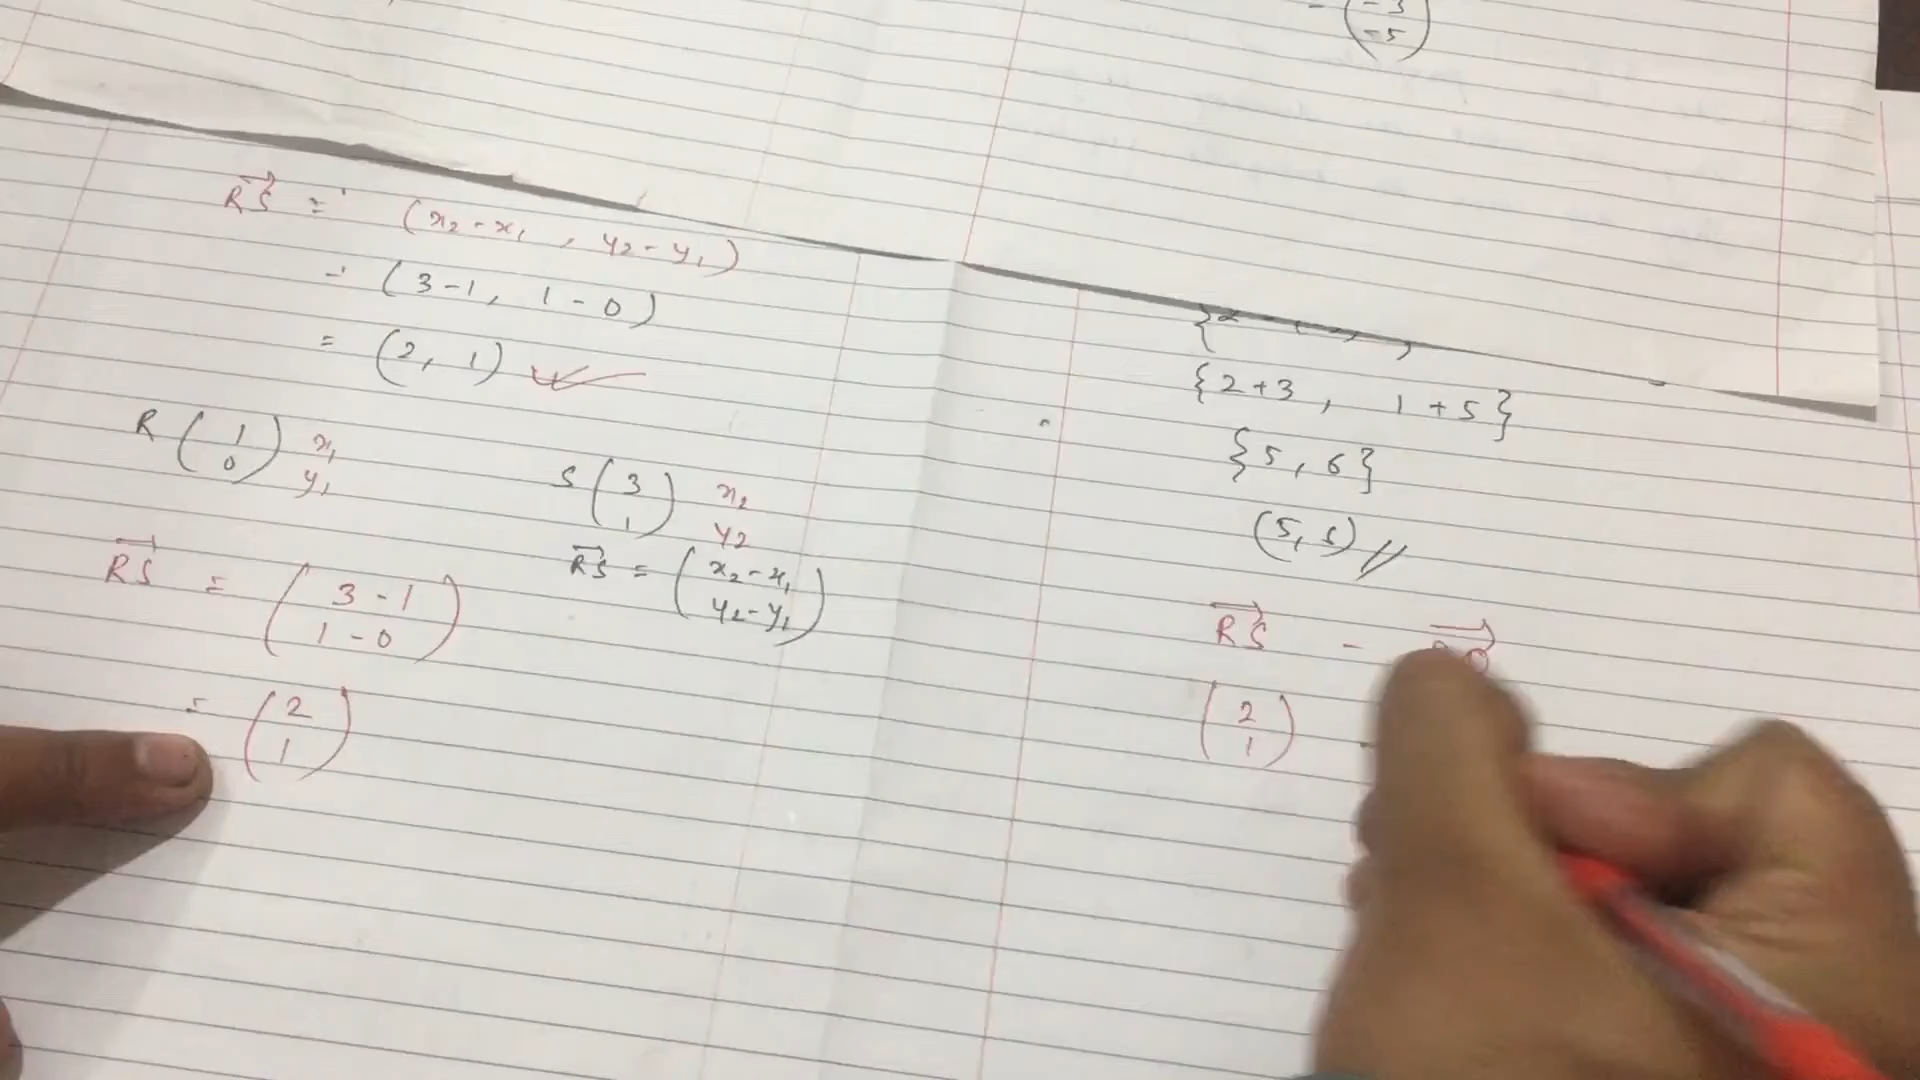 = ( -3
-5 )
RS = (x₂ - x₁ , y₂ - y₁)
= (3-1, 1-0)
= (2, 1)
R ( 1
0 ) x₁
y₁
S ( 3
1 ) x₂
y₂
RS = ( 3-1
1-0 )
RS = ( x₂-x₁
y₂-y₁ )
= ( 2
1 )
{2+3, 1+5}
{5, 6}
RS -
( 2
1 ) -